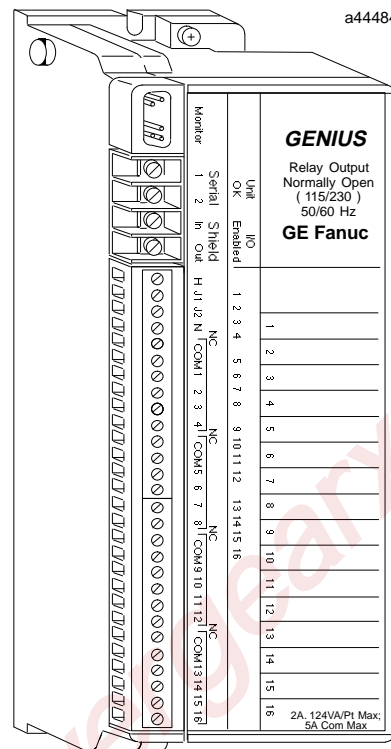 a44484
GENIUS
Relay Output
Normally Open
( 115/230 )
50/60 Hz
GE Fanuc
Monitor
Serial
1 2
Shield
In Out
Unit
OK
I/O
Enabled
H J1 J2 N NC COM1 2 3 4 NC COM5 6 7 8 NC COM9 10 11 12 NC COM13 14 15 16
1 2 3 4 5 6 7 8 9 10 11 12 13 14 15 16
1
2
3
4
5
6
7
8
9
10
11
12
13
14
15
16
2A. 124VA/Pt Max;
5A Com Max